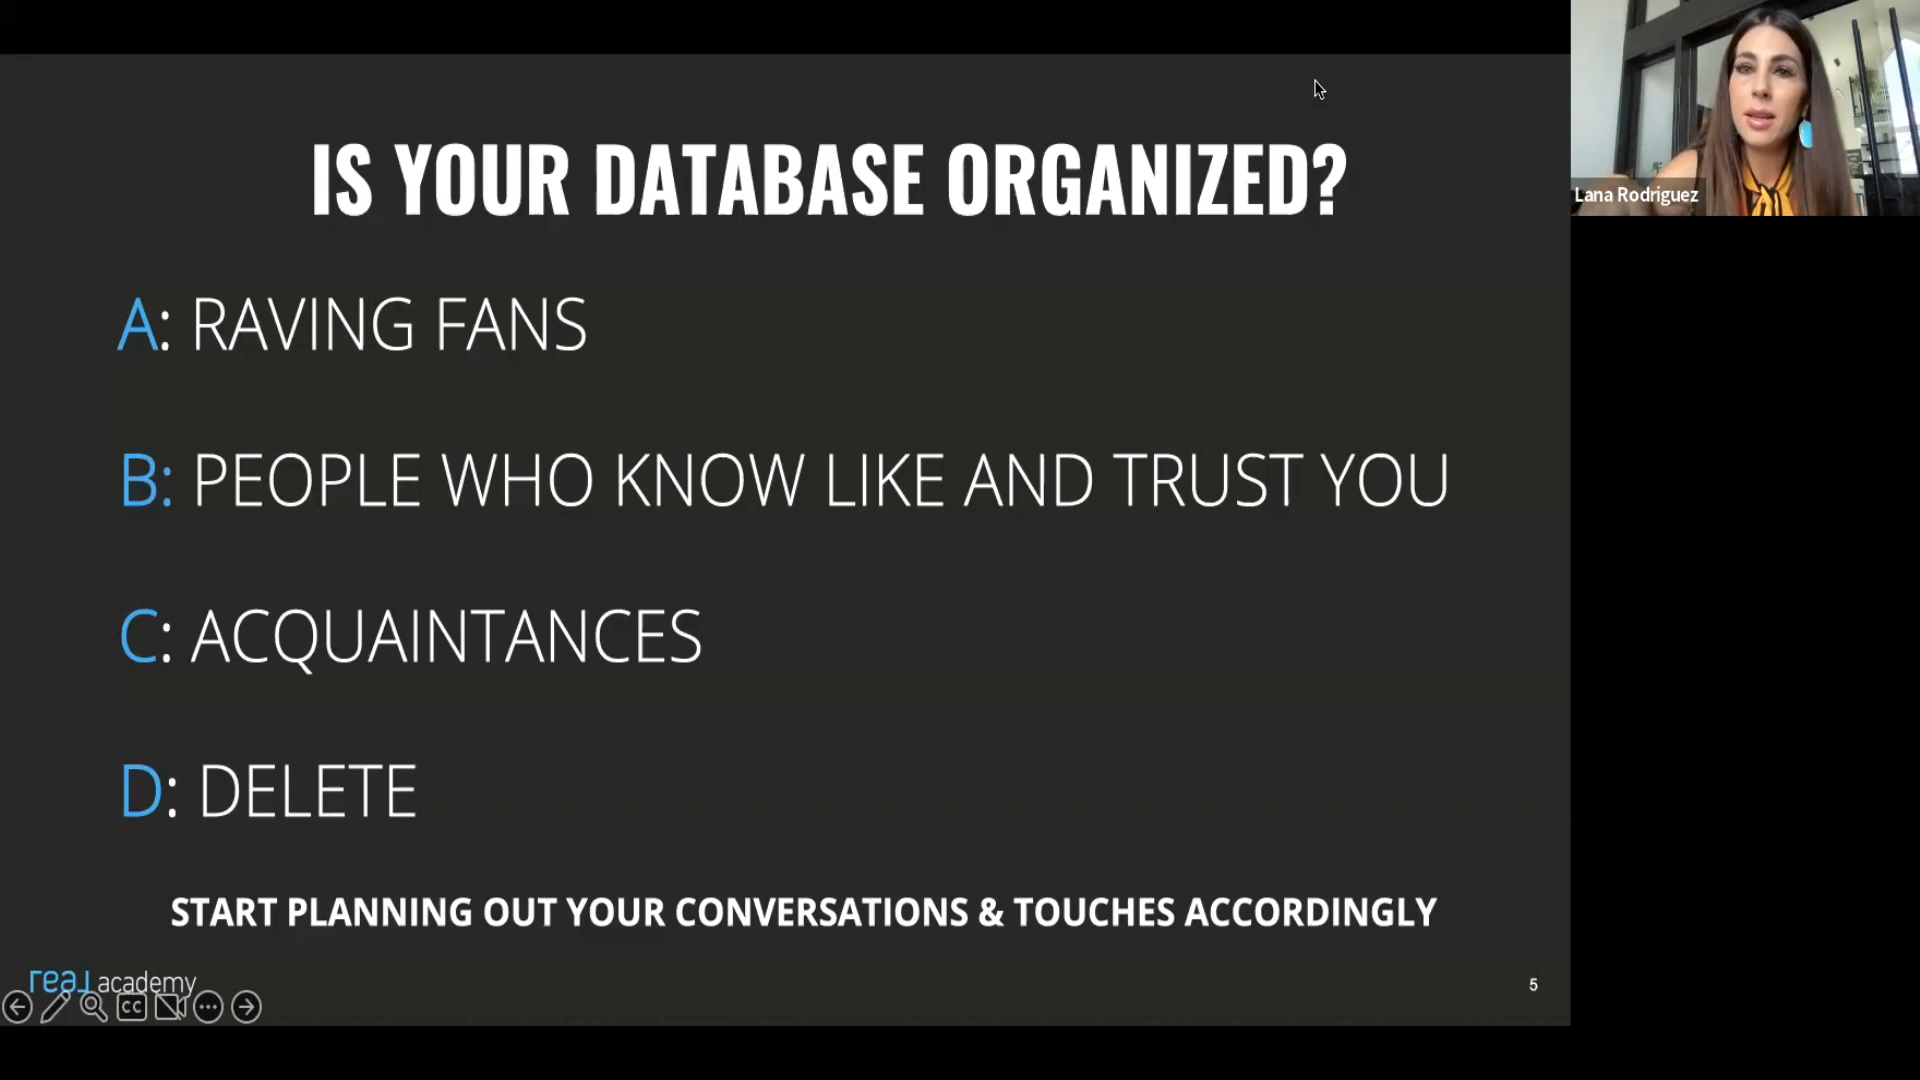 IS YOUR DATABASE ORGANIZED?
A: RAVING FANS
B: PEOPLE WHO KNOW LIKE AND TRUST YOU
C: ACQUAINTANCES
D: DELETE
START PLANNING OUT YOUR CONVERSATIONS & TOUCHES ACCORDINGLY
real academy
CC
5
Lana Rodriguez